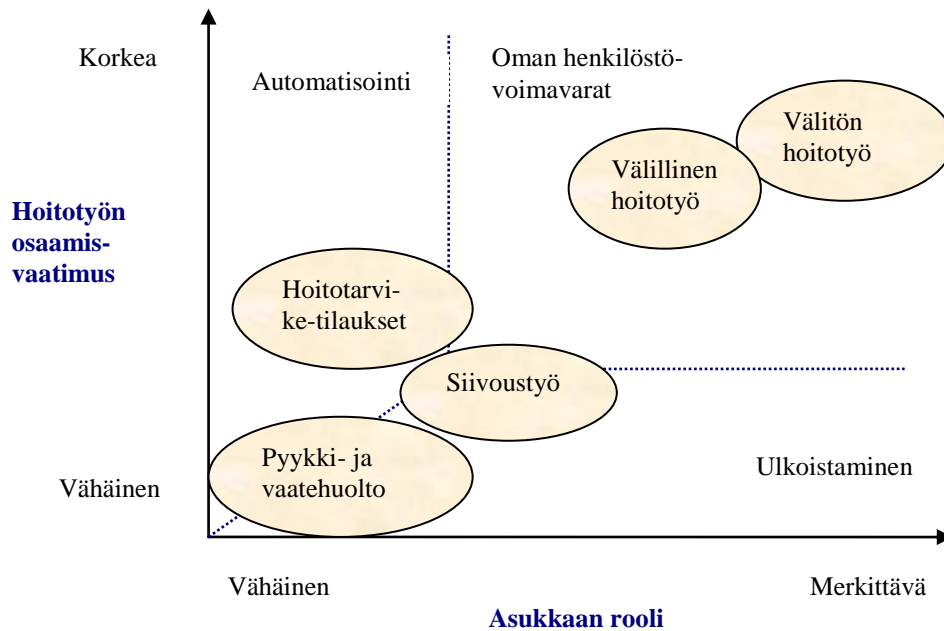 Korkea
Automatisointi
Oman henkilöstö-
voimavarat
Välitön
hoitotyö
Välillinen
hoitotyö
Hoitotyön
osaamis-
vaatimus
Hoitotarvi-
ke-tilaukset
Siivoustyö
Pyykki- ja
vaatehuolto
Ulkoistaminen
Vähäinen
Vähäinen
Merkittävä
Asukkaan rooli